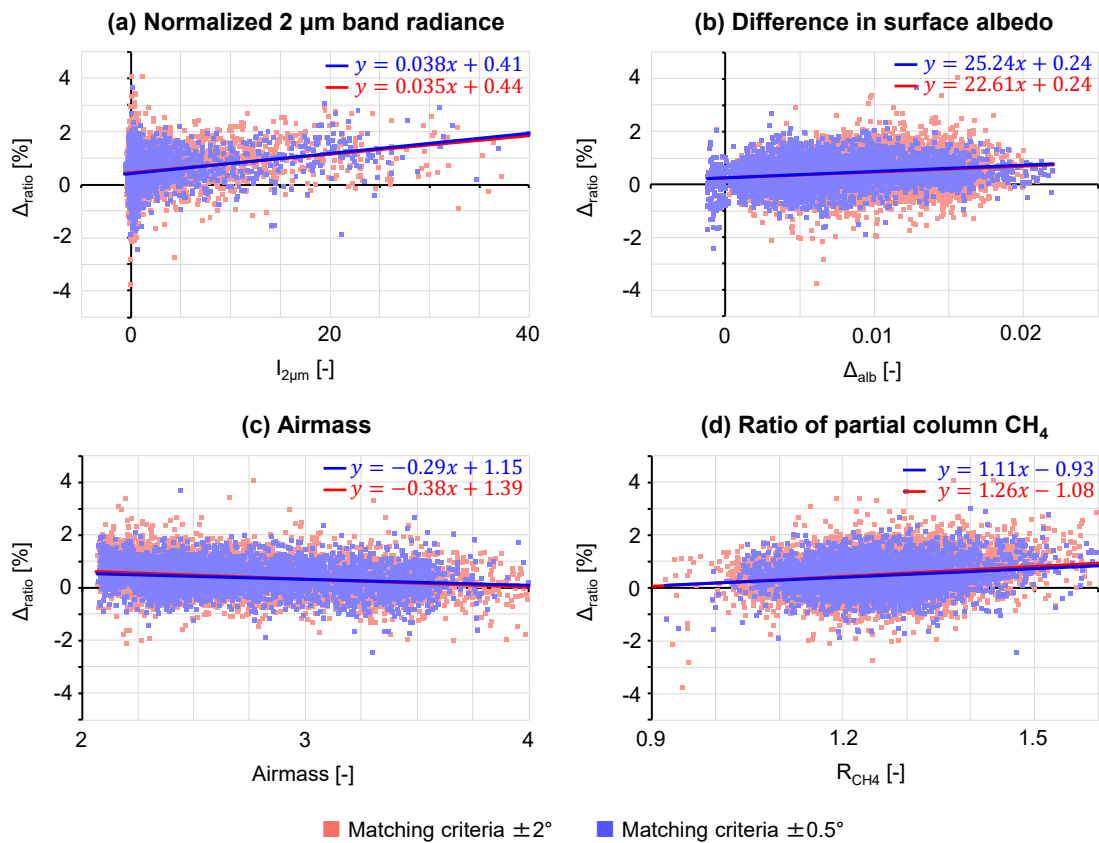 (a) Normalized 2 μm band radiance
y = 0.038x + 0.41
y = 0.035x + 0.44
4
2
0
-2
-4
Δratio [%]
0
20
40
I2μm [-]
(b) Difference in surface albedo
y = 25.24x + 0.24
y = 22.61x + 0.24
4
2
0
-2
-4
Δratio [%]
0
0.01
0.02
Δalb [-]
(c) Airmass
y = −0.29x + 1.15
y = −0.38x + 1.39
4
2
0
-2
-4
Δratio [%]
2
3
4
Airmass [-]
(d) Ratio of partial column CH4
y = 1.11x − 0.93
y = 1.26x − 1.08
4
2
0
-2
-4
Δratio [%]
0.9
1.2
1.5
RCH4 [-]
Matching criteria ±2°
Matching criteria ±0.5°